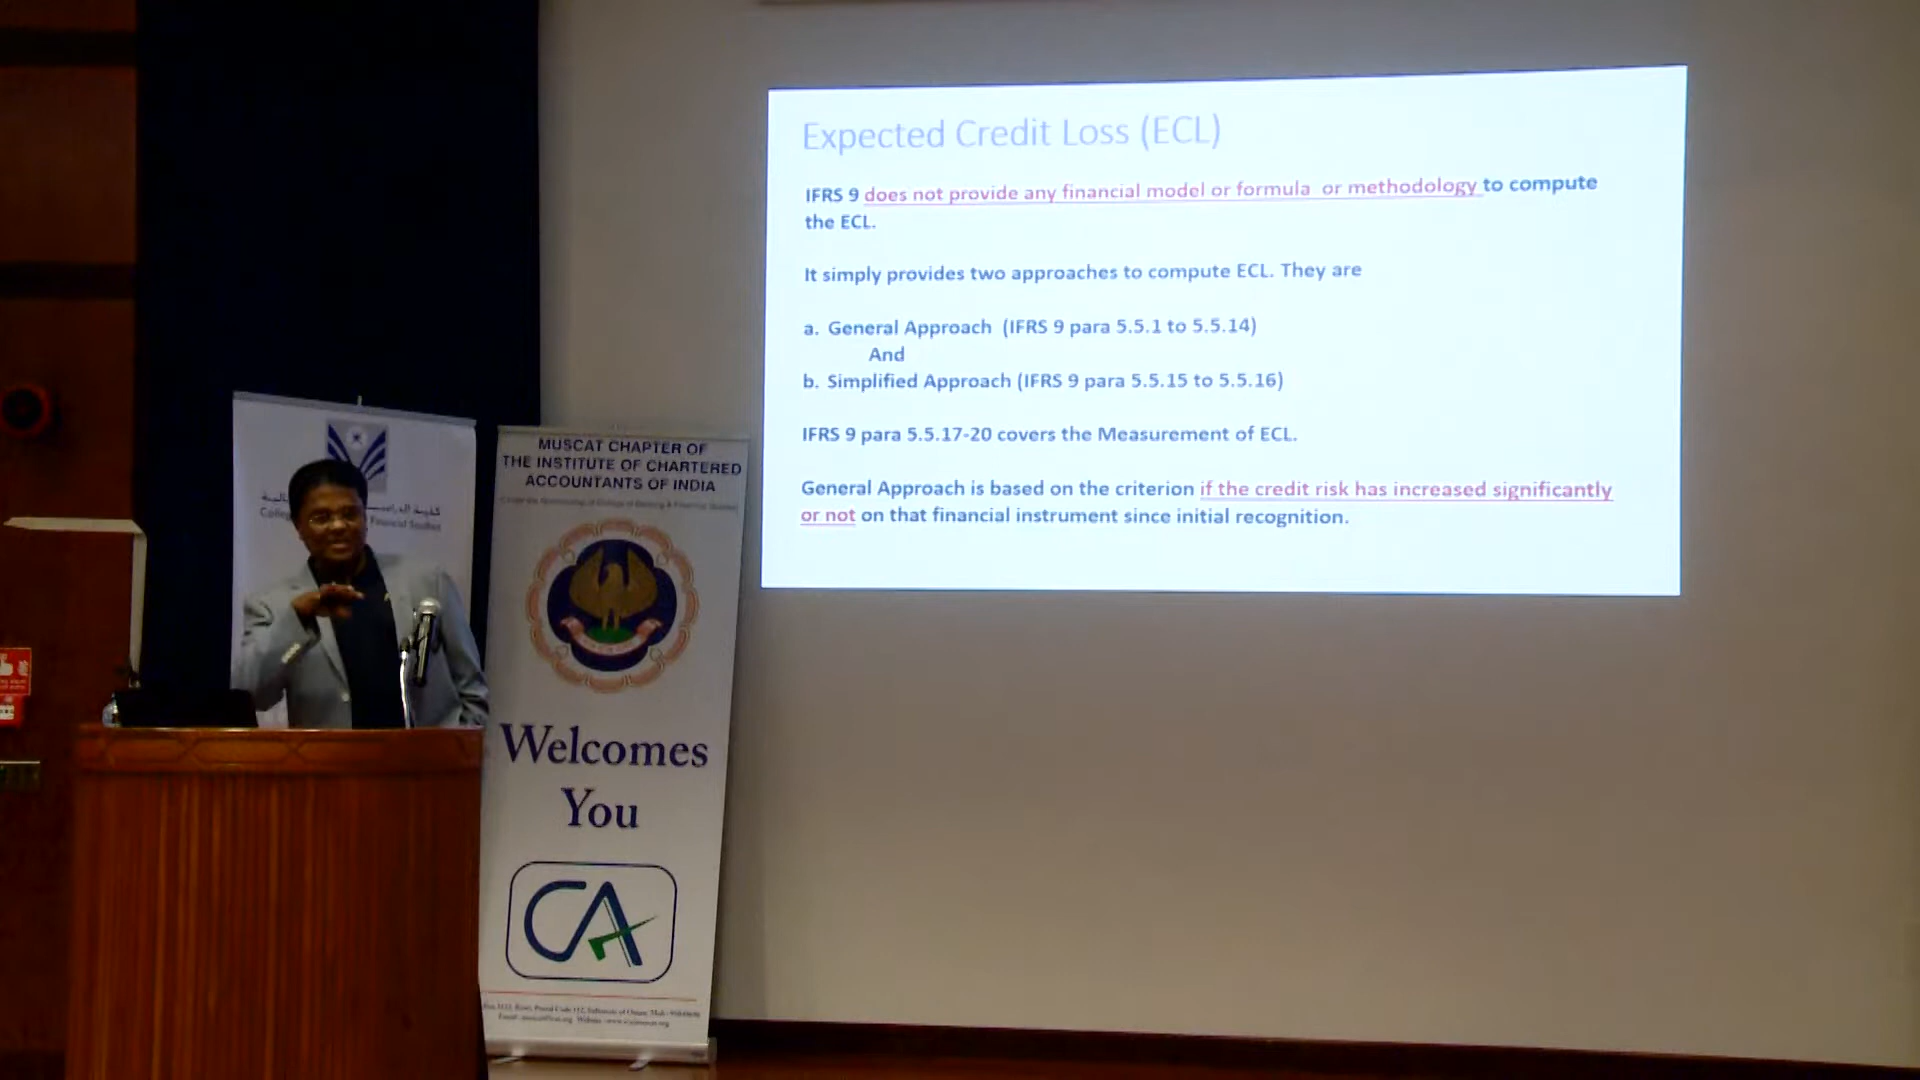 Expected Credit Loss (ECL)
IFRS 9 does not provide any financial model or formula or methodology to compute
the ECL.
It simply provides two approaches to compute ECL. They are
a. General Approach (IFRS 9 para 5.5.1 to 5.5.14)
And
b. Simplified Approach (IFRS 9 para 5.5.15 to 5.5.16)
IFRS 9 para 5.5.17-20 covers the Measurement of ECL.
General Approach is based on the criterion if the credit risk has increased significantly
or not on that financial instrument since initial recognition.
Financial Studies
MUSCAT CHAPTER OF
THE INSTITUTE OF CHARTERED
ACCOUNTANTS OF INDIA
Welcomes
You
CA